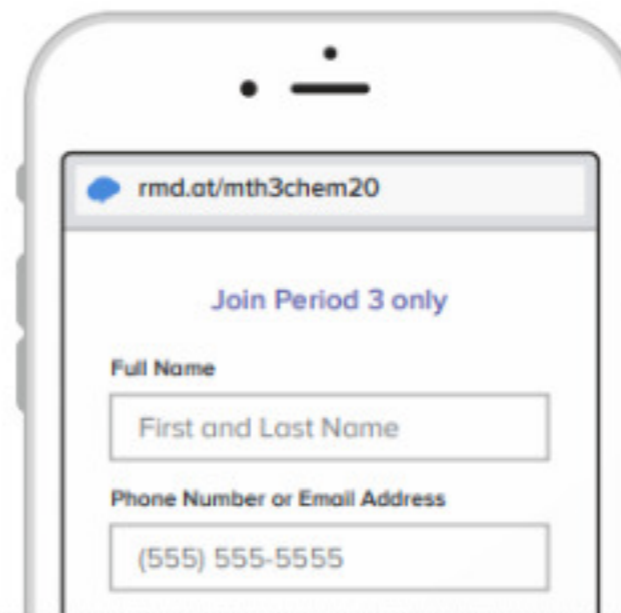 rmd.at/mth3chem20
Join Period 3 only
Full Name
First and Last Name
Phone Number or Email Address
(555) 555-5555